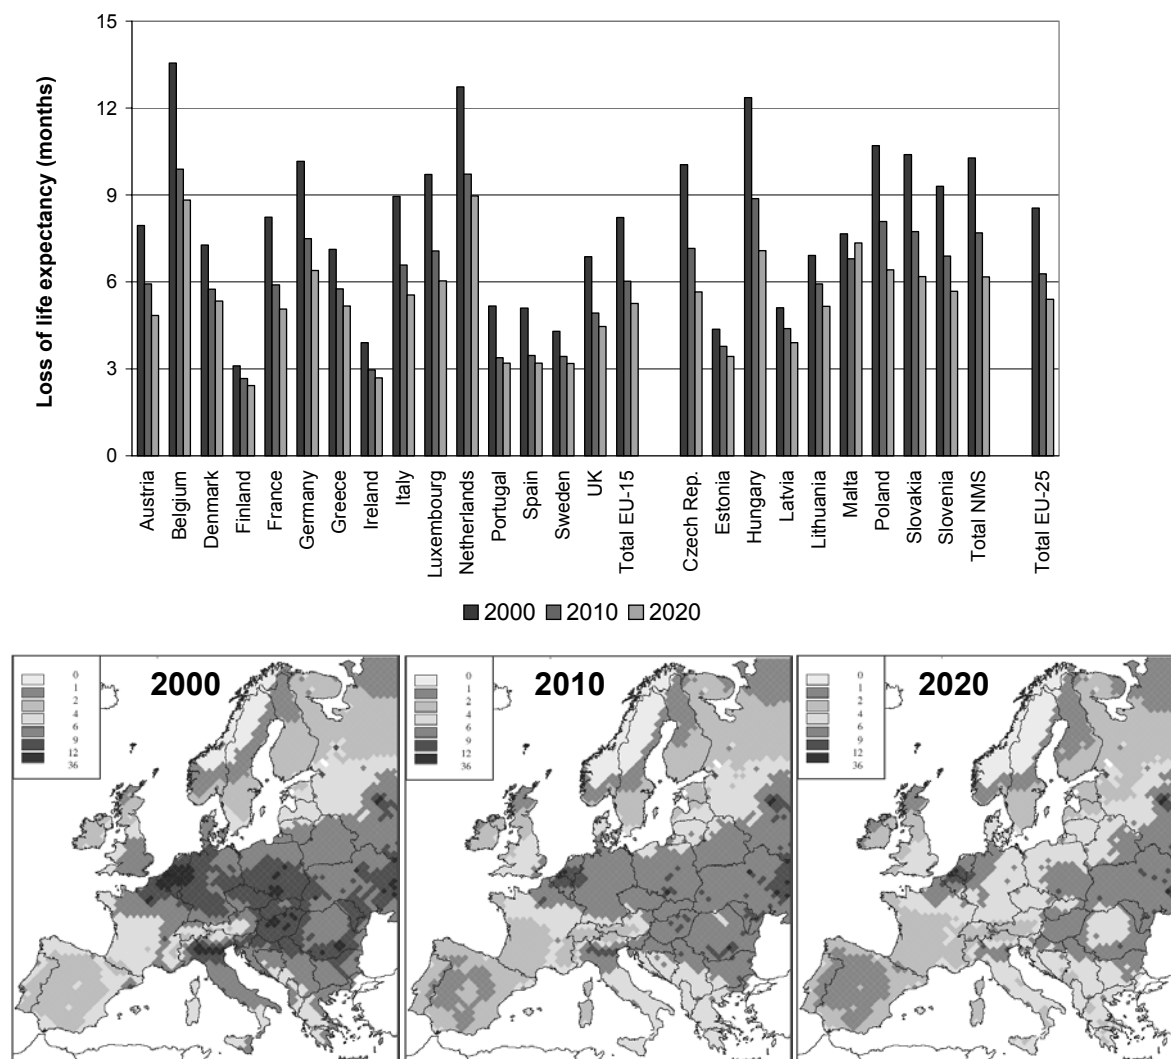 Loss of life expectancy (months)
15
12
9
6
3
0
Austria
Belgium
Denmark
Finland
France
Germany
Greece
Ireland
Italy
Luxembourg
Netherlands
Portugal
Spain
Sweden
UK
Total EU-15
Czech Rep.
Estonia
Hungary
Latvia
Lithuania
Malta
Poland
Slovakia
Slovenia
Total NMS
Total EU-25
2000 2010 2020
2000
0
1
2
4
6
9
12
36
2010
0
1
2
4
6
9
12
36
2020
0
1
2
4
6
9
12
36